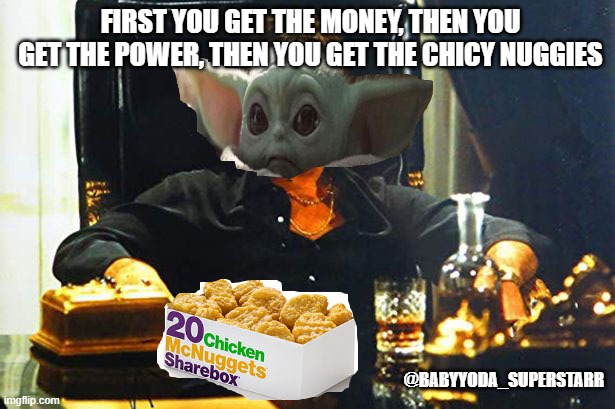 FIRST YOU GET THE MONEY, THEN YOU
GET THE POWER, THEN YOU GET THE CHICY NUGGIES
20 Chicken
McNuggets
Sharebox
@BABYYODA_SUPERSTARR
imgflip.com